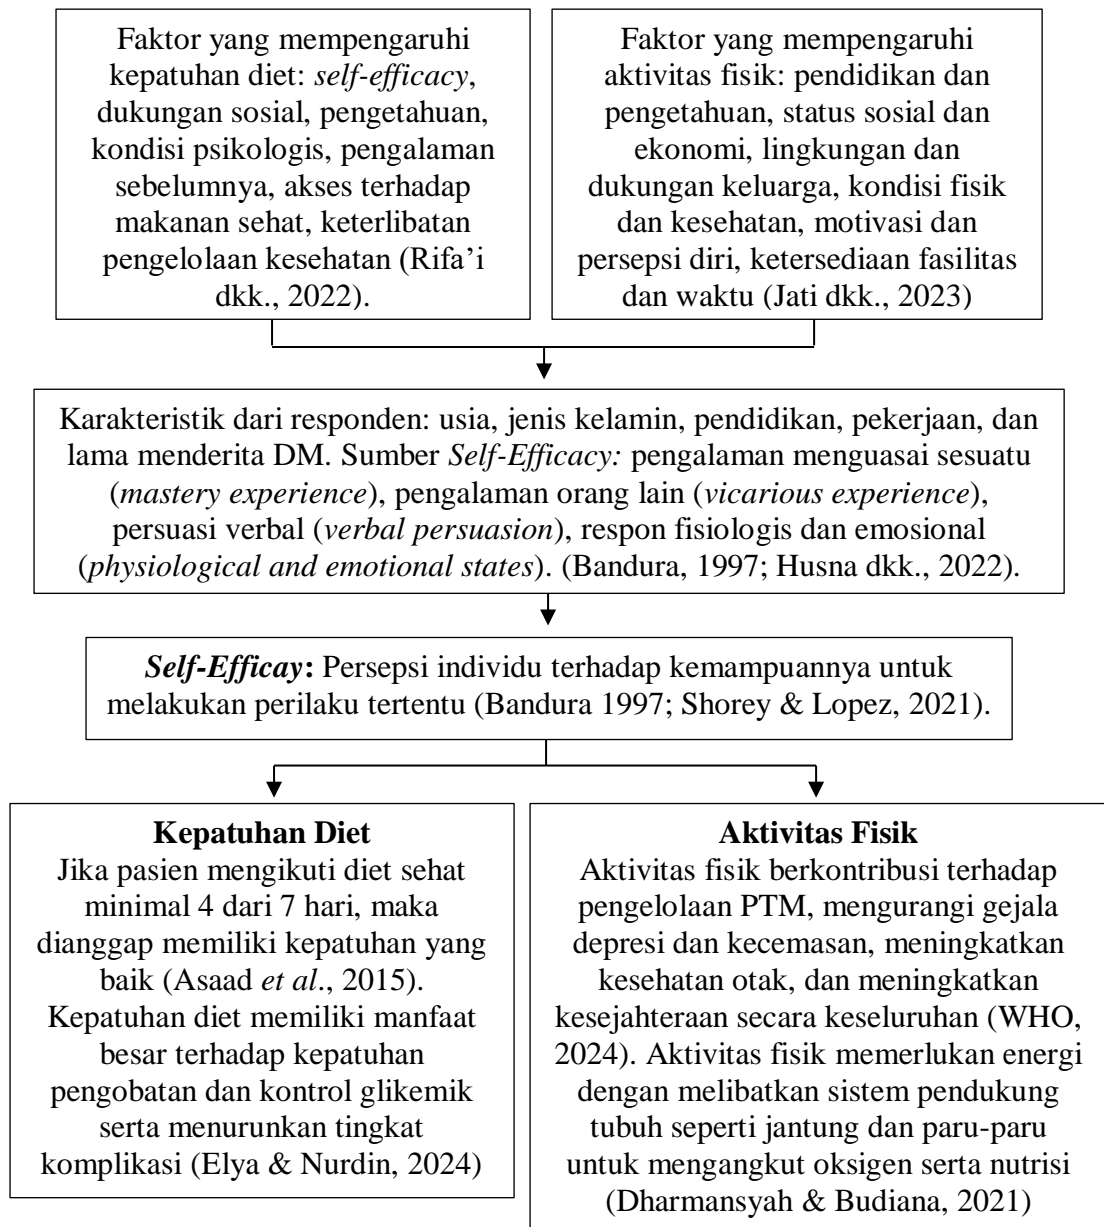 Faktor yang mempengaruhi
kepatuhan diet: self-efficacy,
dukungan sosial, pengetahuan,
kondisi psikologis, pengalaman
sebelumnya, akses terhadap
makanan sehat, keterlibatan
pengelolaan kesehatan (Rifa’i
dkk., 2022).
Faktor yang mempengaruhi
aktivitas fisik: pendidikan dan
pengetahuan, status sosial dan
ekonomi, lingkungan dan
dukungan keluarga, kondisi fisik
dan kesehatan, motivasi dan
persepsi diri, ketersediaan fasilitas
dan waktu (Jati dkk., 2023)
Karakteristik dari responden: usia, jenis kelamin, pendidikan, pekerjaan, dan
lama menderita DM. Sumber Self-Efficacy: pengalaman menguasai sesuatu
(mastery experience), pengalaman orang lain (vicarious experience),
persuasi verbal (verbal persuasion), respon fisiologis dan emosional
(physiological and emotional states). (Bandura, 1997; Husna dkk., 2022).
Self-Efficay: Persepsi individu terhadap kemampuannya untuk
melakukan perilaku tertentu (Bandura 1997; Shorey & Lopez, 2021).
Kepatuhan Diet
Jika pasien mengikuti diet sehat
minimal 4 dari 7 hari, maka
dianggap memiliki kepatuhan yang
baik (Asaad et al., 2015).
Kepatuhan diet memiliki manfaat
besar terhadap kepatuhan
pengobatan dan kontrol glikemik
serta menurunkan tingkat
komplikasi (Elya & Nurdin, 2024)
Aktivitas Fisik
Aktivitas fisik berkontribusi terhadap
pengelolaan PTM, mengurangi gejala
depresi dan kecemasan, meningkatkan
kesehatan otak, dan meningkatkan
kesejahteraan secara keseluruhan (WHO,
2024). Aktivitas fisik memerlukan energi
dengan melibatkan sistem pendukung
tubuh seperti jantung dan paru-paru
untuk mengangkut oksigen serta nutrisi
(Dharmansyah & Budiana, 2021)